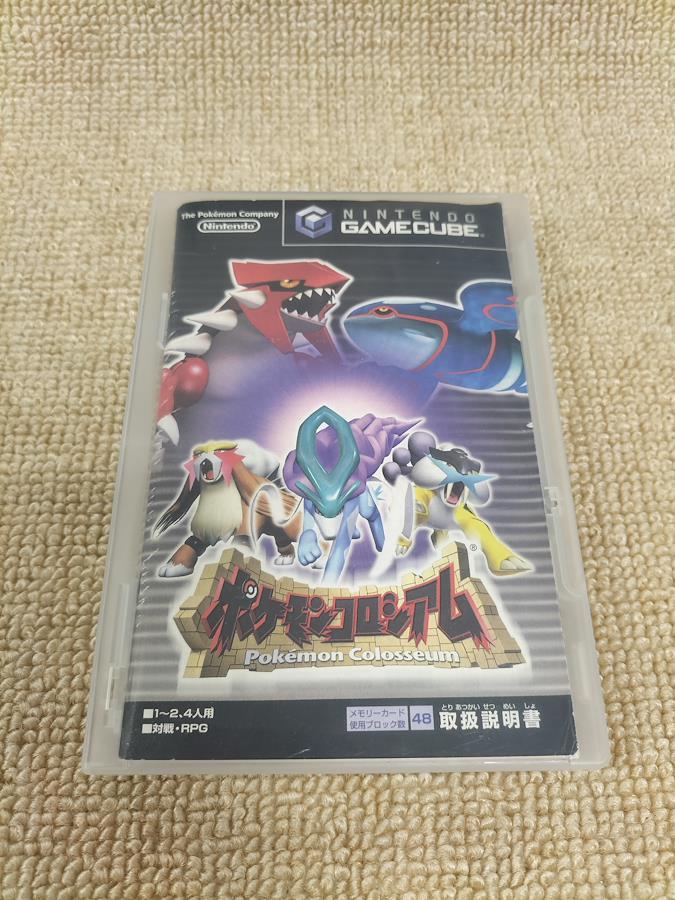 The Pokémon Company
Nintendo
NINTENDO
GAMECUBE
ポケモンコロシアム®
Pokémon Colosseum
■1～2、4人用
■対戦・RPG
メモリーカード
使用ブロック数
48
とり あつかい せつ めい しょ
取扱説明書